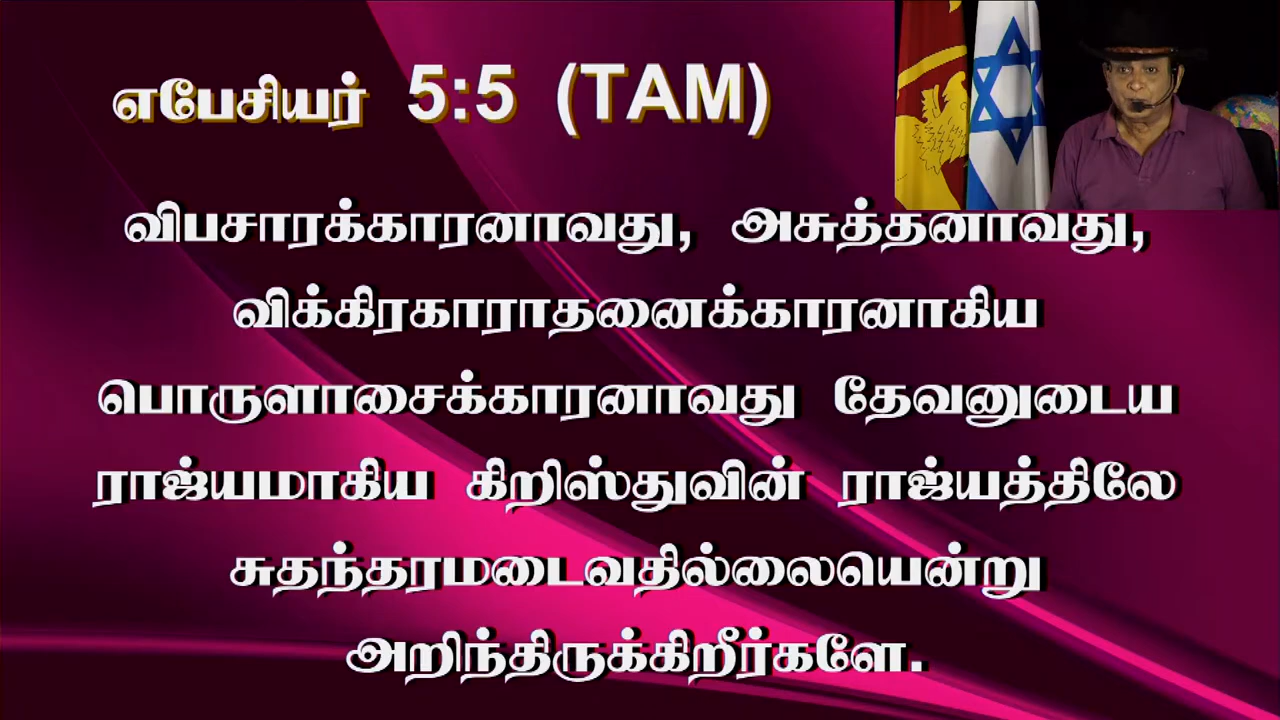 எபேசியர் 5:5 (TAM)
விபசாரக்காரனாவது, அசுத்தனாவது,
விக்கிரகாராதனைக்காரனாகிய
பொருளாசைக்காரனாவது தேவனுடைய
ராஜ்யமாகிய கிறிஸ்துவின் ராஜ்யத்திலே
சுதந்தரமடைவதில்லையென்று
அறிந்திருக்கிறீர்களே.